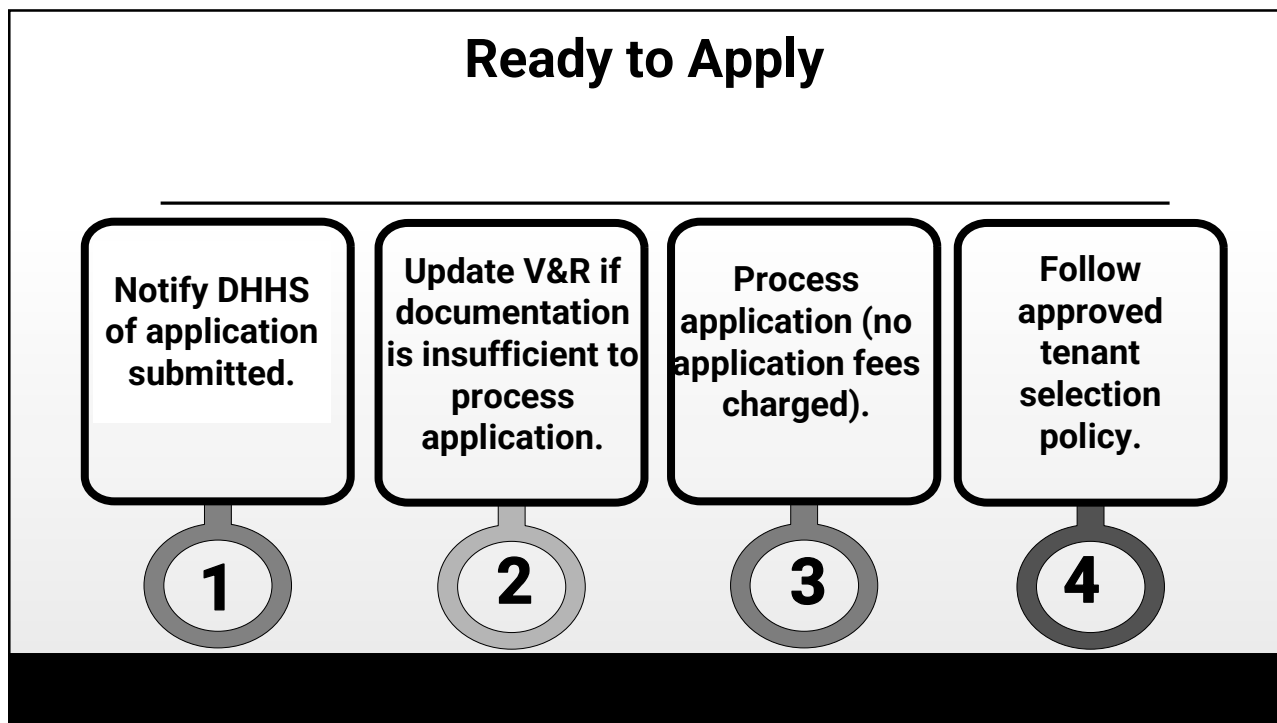 Ready to Apply
Notify DHHS
of application
submitted.
Update V&R if
documentation
is insufficient to
process
application.
Process
application (no
application fees
charged).
Follow
approved
tenant
selection
policy.
1
2
3
4